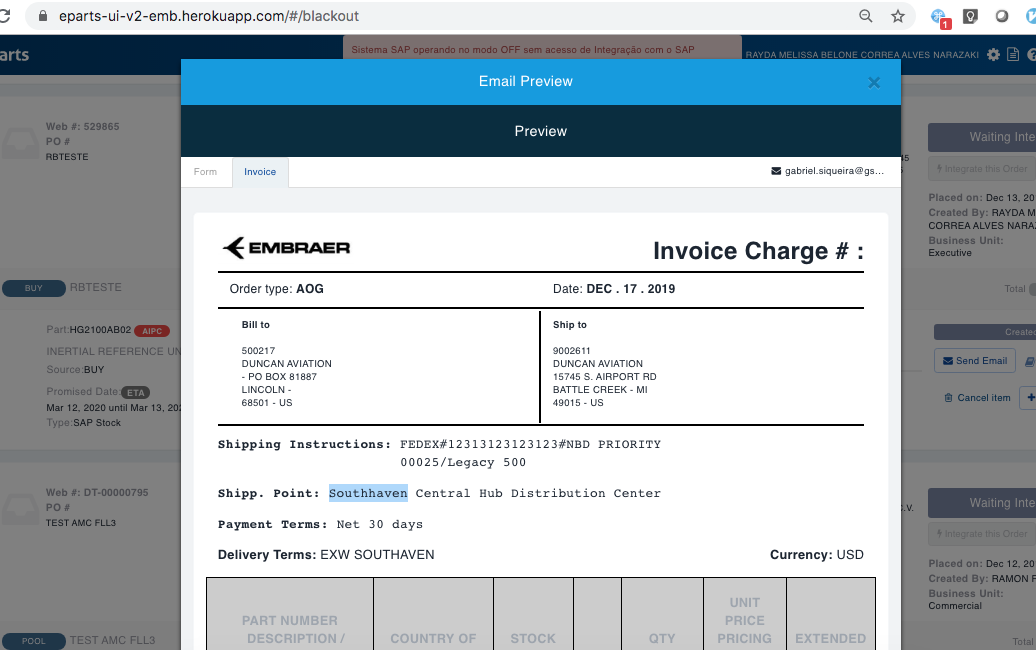 eparts-ui-v2-emb.herokuapp.com/#/blackout
1
arts
Sistema SAP operando no modo OFF sem acesso de Integração com o SAP
RAYDA MELISSA BELONE CORREA ALVES NARAZAKI
Email Preview
Preview
Form
Invoice
gabriel.siqueira@gs...
Web #: 529865
PO #
RBTESTE
BUY
RBTESTE
Part:HG2100AB02
AIPC
INERTIAL REFERENCE UN
Source:BUY
Promised Date:
ETA
Mar 12, 2020 until Mar 13, 202
Type:SAP Stock
Web #: DT-00000795
PO #
TEST AMC FLL3
POOL
TEST AMC FLL3
EMBRAER
Invoice Charge # :
Order type: AOG
Date: DEC . 17 . 2019
Bill to
500217
DUNCAN AVIATION
- PO BOX 81887
LINCOLN -
68501 - US
Ship to
9002611
DUNCAN AVIATION
15745 S. AIRPORT RD
BATTLE CREEK - MI
49015 - US
Shipping Instructions: FEDEX#12313123123123#NBD PRIORITY
00025/Legacy 500
Shipp. Point: Southhaven Central Hub Distribution Center
Payment Terms: Net 30 days
Delivery Terms: EXW SOUTHAVEN
Currency: USD
PART NUMBER
DESCRIPTION /
COUNTRY OF
STOCK
QTY
UNIT
PRICE
PRICING
EXTENDED
Waiting Inte
Integrate this Order
Placed on: Dec 13, 20
Created By: RAYDA M
CORREA ALVES NARAZ
Business Unit:
Executive
Total
Created
Send Email
Cancel item
Waiting Inte
Integrate this Order
Placed on: Dec 12, 20
Created By: RAMON F
Business Unit:
Commercial
Total